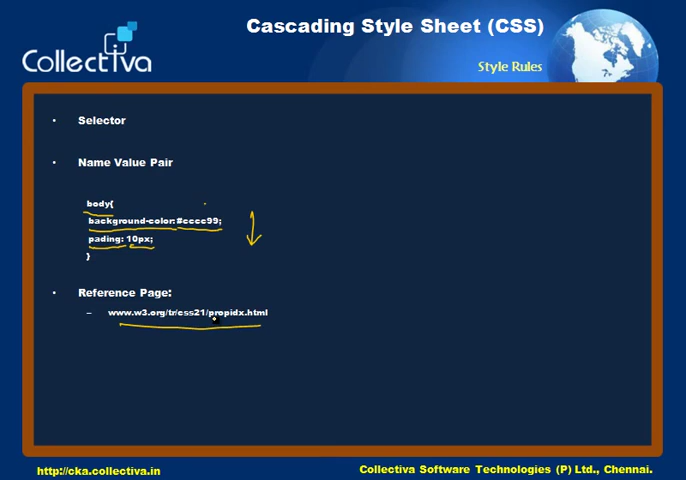 Collectiva
Cascading Style Sheet (CSS)
Style Rules
• Selector
• Name Value Pair
body{
background-color:#cccc99;
pading: 10px;
}
• Reference Page:
– www.w3.org/tr/css21/propidx.html
http://cka.collectiva.in
Collectiva Software Technologies (P) Ltd., Chennai.